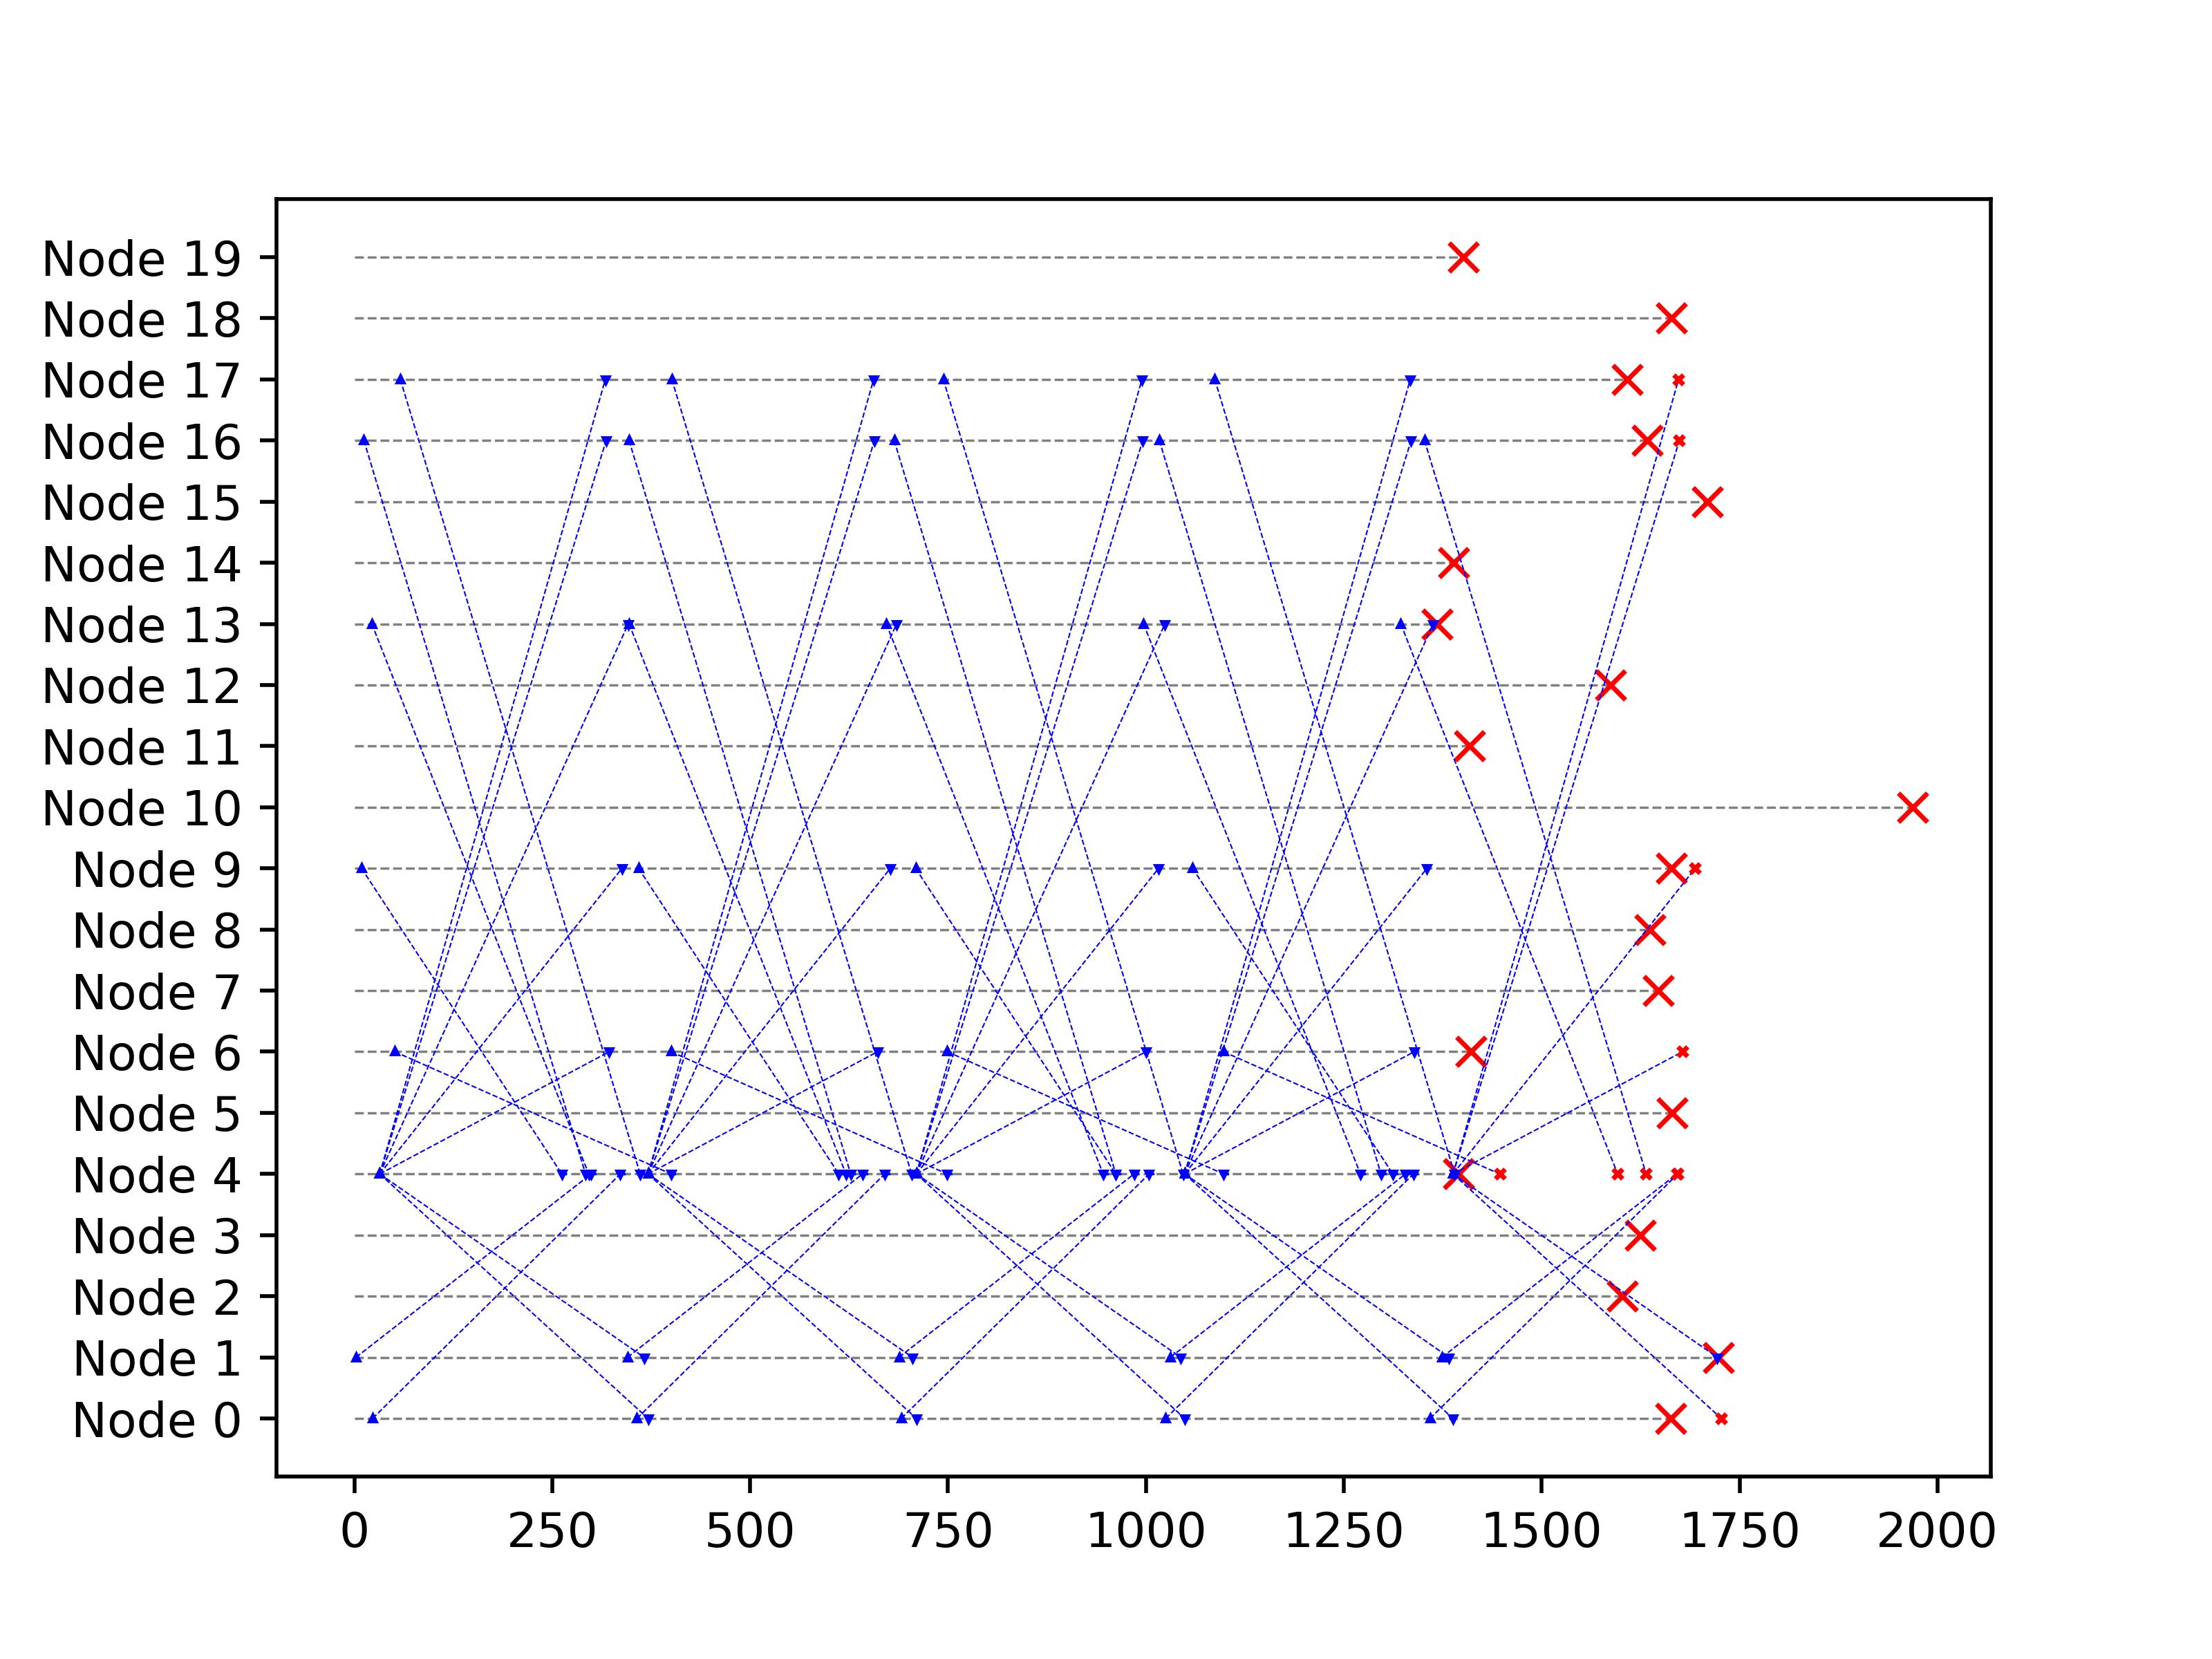 Node 19
Node 18
Node 17
Node 16
Node 15
Node 14
Node 13
Node 12
Node 11
Node 10
Node 9
Node 8
Node 7
Node 6
Node 5
Node 4
Node 3
Node 2
Node 1
Node 0
0 250 500 750 1000 1250 1500 1750 2000